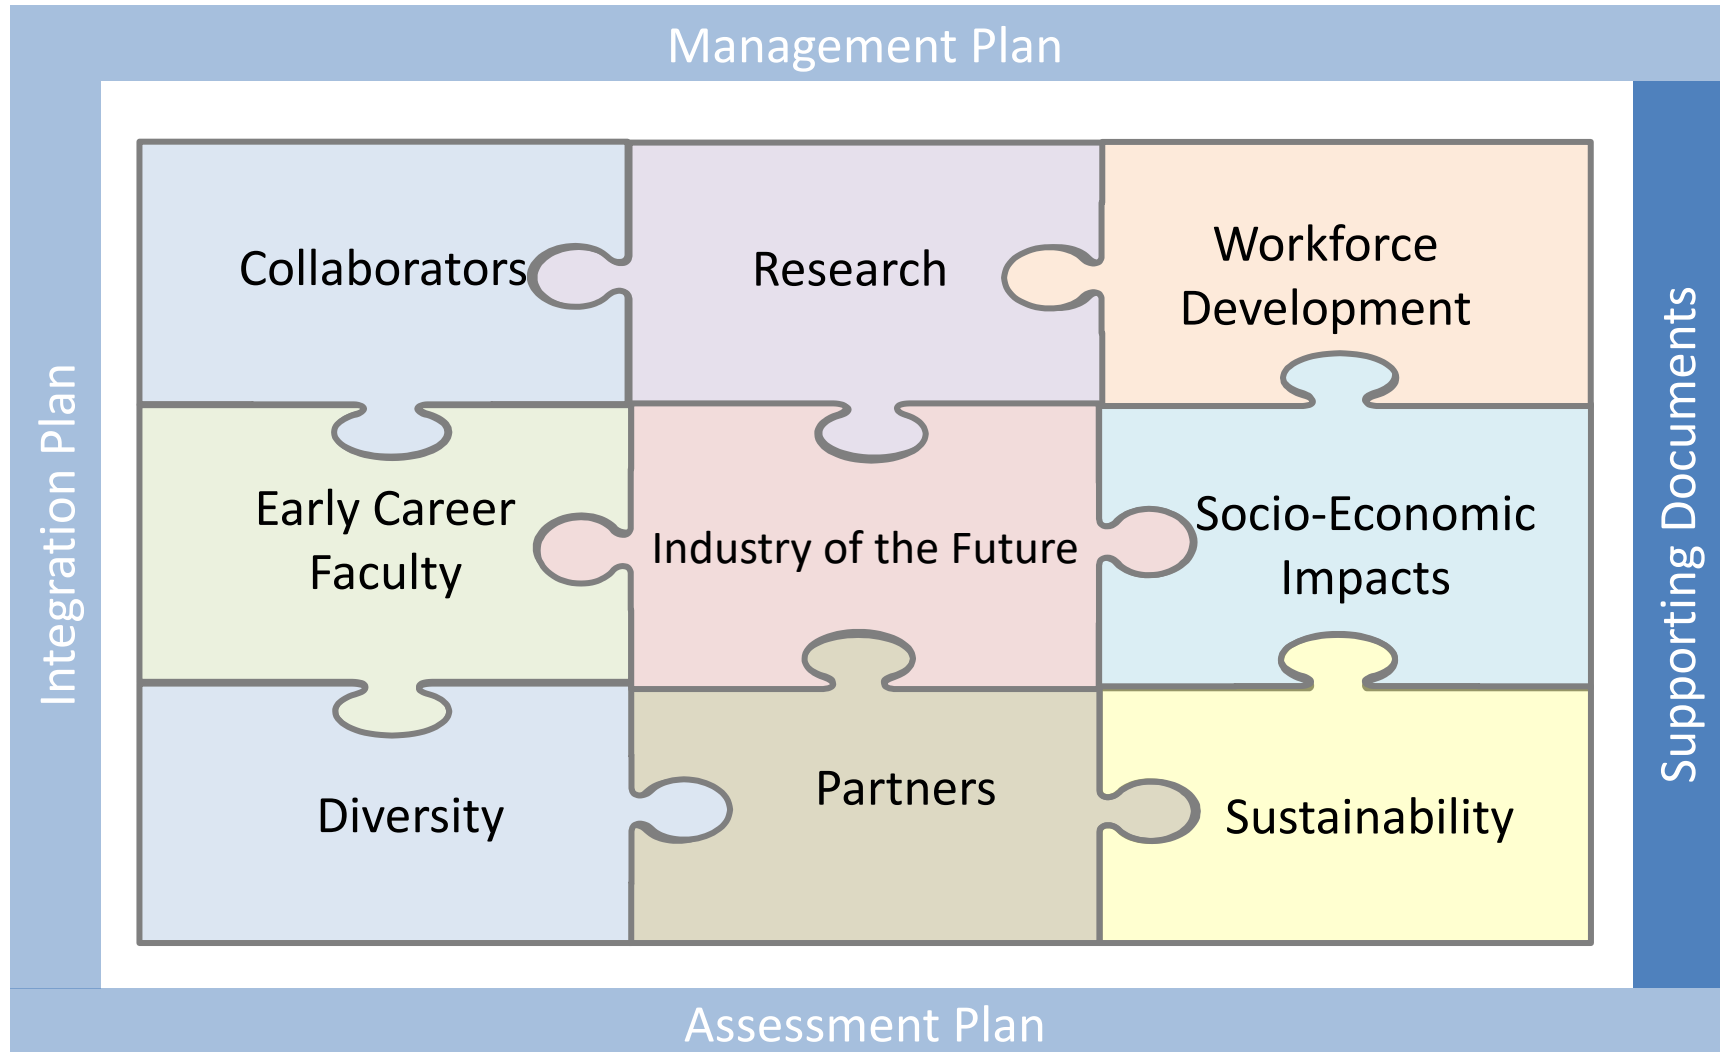 Management Plan
Integration Plan
Collaborators
Research
Workforce
Development
Early Career
Faculty
Industry of the Future
Socio-Economic
Impacts
Diversity
Partners
Sustainability
Supporting Documents
Assessment Plan